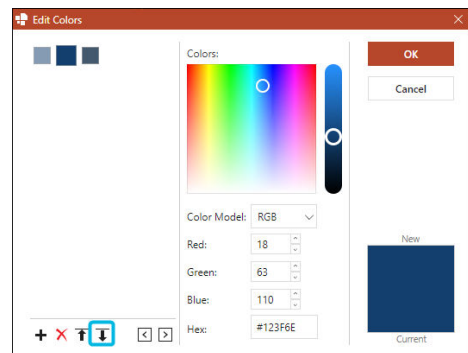 Edit Colors
Colors:
OK
Cancel
Color Model: RGB
Red: 18
Green: 63
Blue: 110
Hex: #123F6E
New
Current